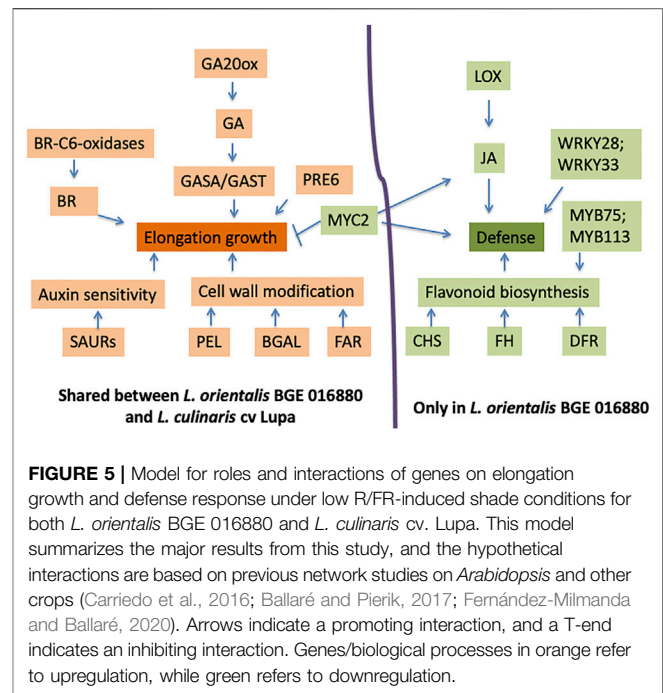 GA20ox
GA
BR-C6-oxidases
BR
GASA/GAST
PRE6
MYC2
Elongation growth
Auxin sensitivity
Cell wall modification
SAURs
PEL
BGAL
FAR
Shared between L. orientalis BGE 016880
and L. culinaris cv Lupa
LOX
JA
WRKY28;
WRKY33
MYB75;
MYB113
Defense
Flavonoid biosynthesis
CHS
FH
DFR
Only in L. orientalis BGE 016880
FIGURE 5 | Model for roles and interactions of genes on elongation
growth and defense response under low R/FR-induced shade conditions for
both L. orientalis BGE 016880 and L. culinaris cv. Lupa. This model
summarizes the major results from this study, and the hypothetical
interactions are based on previous network studies on Arabidopsis and other
crops (Carriedo et al., 2016; Ballaré and Pierik, 2017; Fernández-Milmanda
and Ballaré, 2020). Arrows indicate a promoting interaction, and a T-end
indicates an inhibiting interaction. Genes/biological processes in orange refer
to upregulation, while green refers to downregulation.